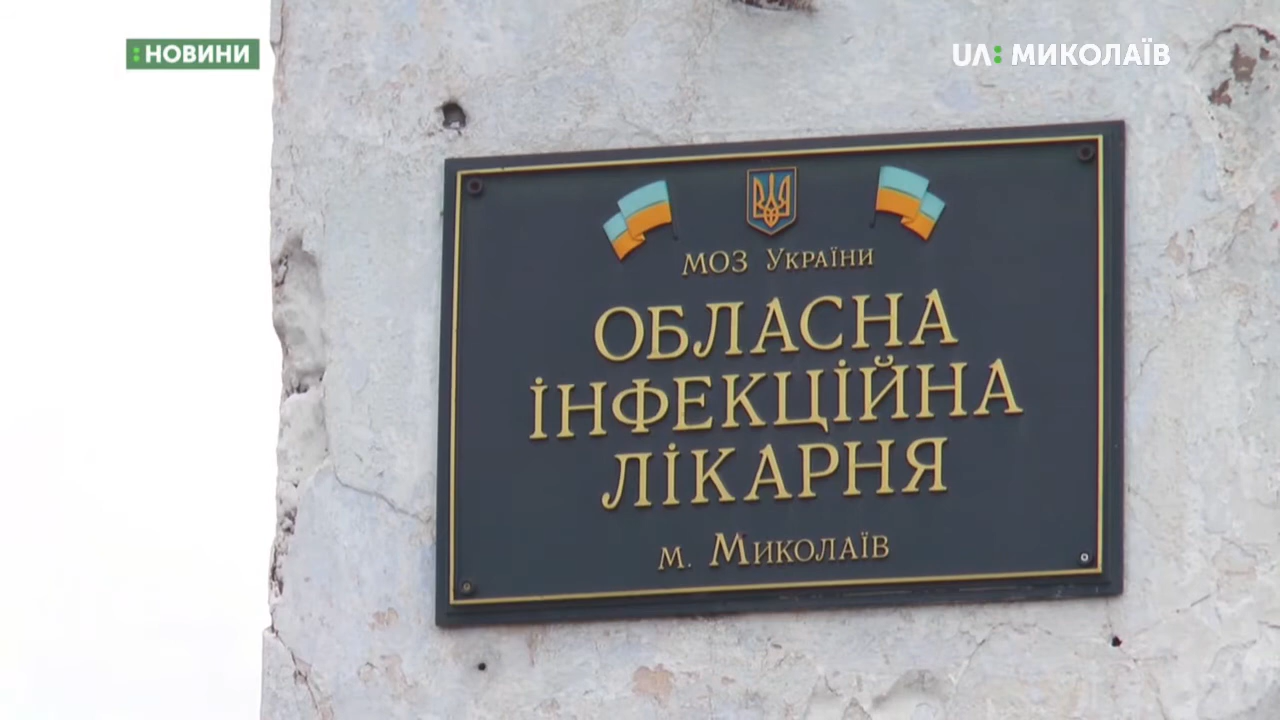 :НОВИНИ
UA: МИКОЛАЇВ
МОЗ УКРАЇНИ
ОБЛАСНА
ІНФЕКЦІЙНА
ЛІКАРНЯ
м. МИКОЛАЇВ